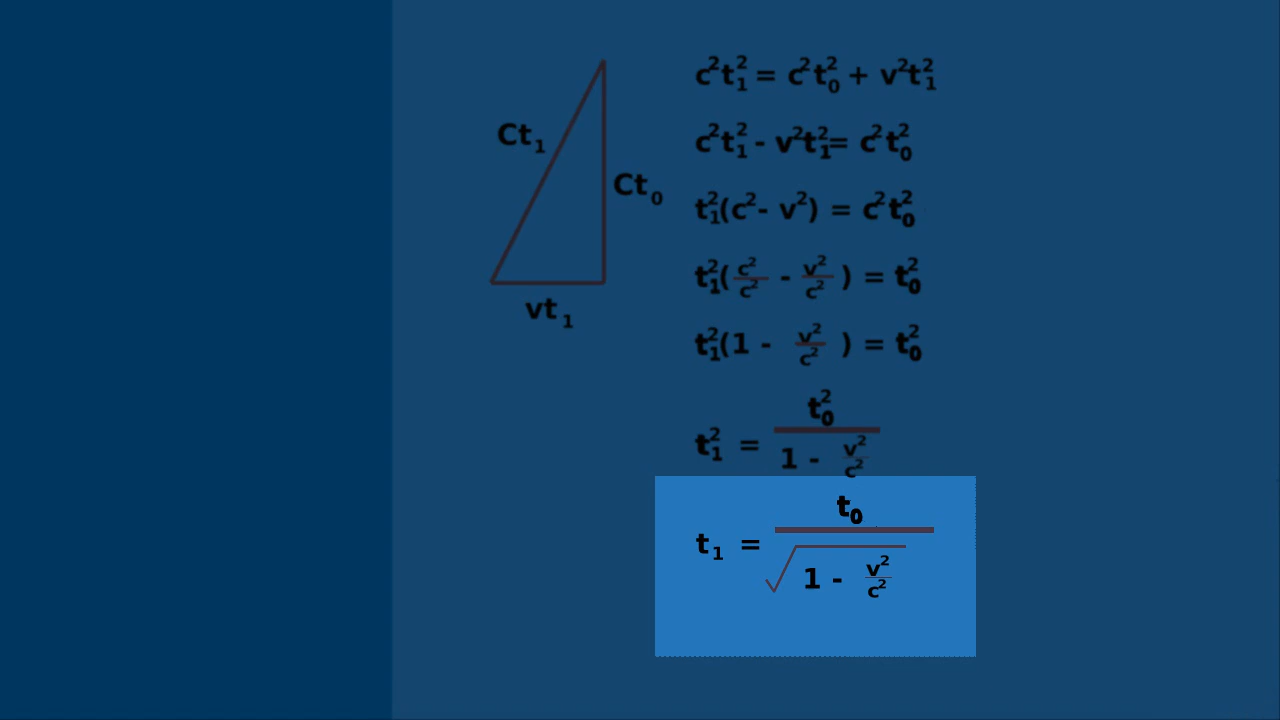 Ct₁
Ct₀
vt₁
c²t₁² = c²t₀² + v²t₁²
c²t₁² - v²t₁² = c²t₀²
t₁²(c² - v²) = c²t₀²
t₁²(c²/c² - v²/c²) = t₀²
t₁²(1 - v²/c²) = t₀²
t₁² = t₀² / 1 - v²/c²
t₁ = t₀ / √1 - v²/c²